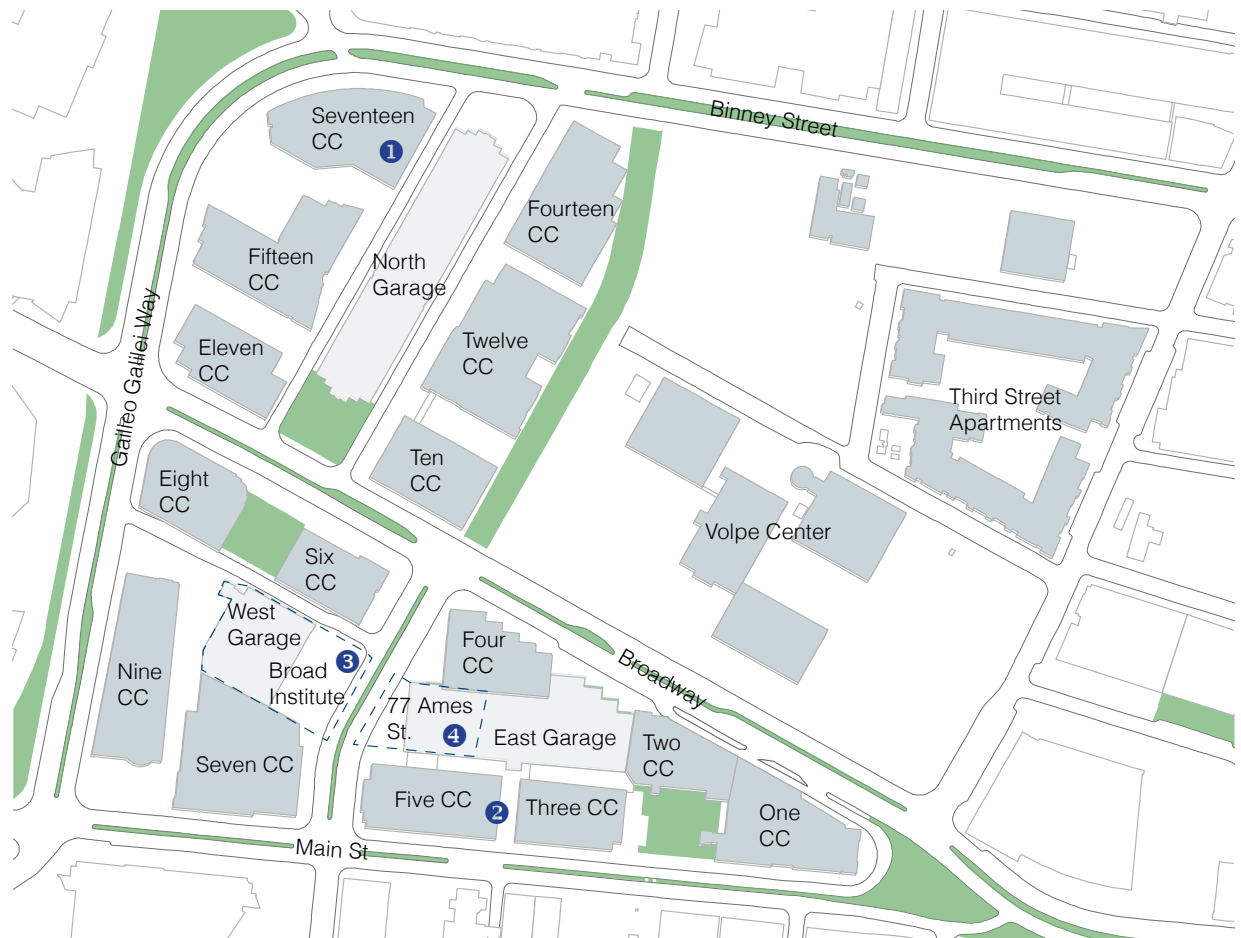 Binney Street
Seventeen
CC
1
Fourteen
CC
Fifteen
CC
North
Garage
Galileo Galilei Way
Eleven
CC
Twelve
CC
Third Street
Apartments
Ten
CC
Eight
CC
Volpe Center
Six
CC
West
Garage
Broad
Institute
3
Nine
CC
Four
CC
Broadway
77 Ames
St.
4
East Garage
Two
CC
Seven CC
Five CC
2
Three CC
One
CC
Main St